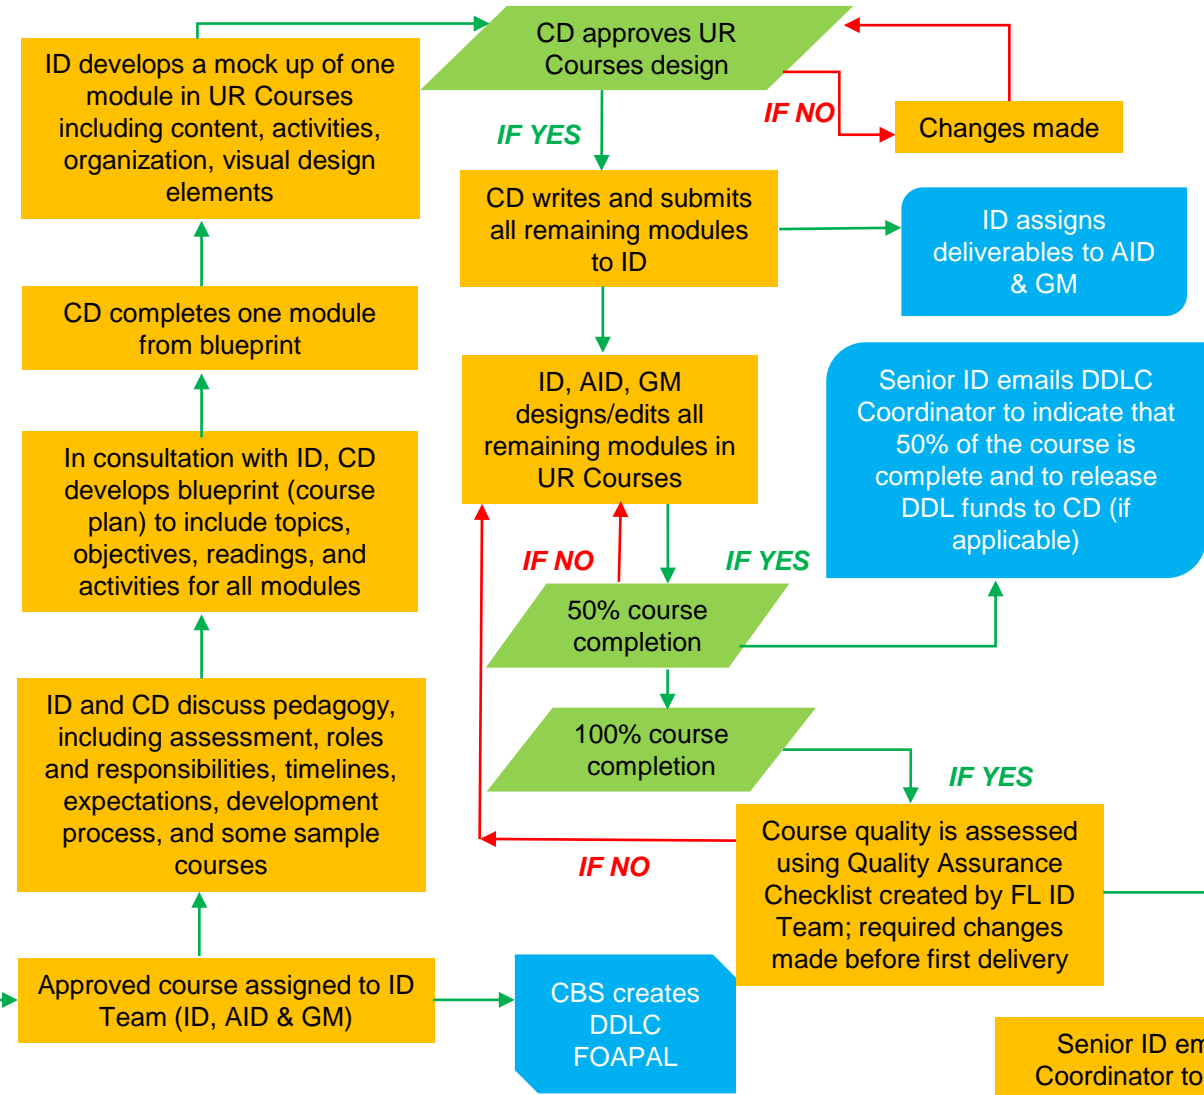 CD approves UR
Courses design
ID develops a mock up of one
module in UR Courses
including content, activities,
organization, visual design
elements
IF NO
Changes made
IF YES
CD writes and submits
all remaining modules
to ID
ID assigns
deliverables to AID
& GM
CD completes one module
from blueprint
ID, AID, GM
designs/edits all
remaining modules in
UR Courses
Senior ID emails DDLC
Coordinator to indicate that
50% of the course is
complete and to release
DDL funds to CD (if
applicable)
In consultation with ID, CD
develops blueprint (course
plan) to include topics,
objectives, readings, and
activities for all modules
IF NO
IF YES
50% course
completion
ID and CD discuss pedagogy,
including assessment, roles
and responsibilities, timelines,
expectations, development
process, and some sample
courses
100% course
completion
IF YES
IF NO
Course quality is assessed
using Quality Assurance
Checklist created by FL ID
Team; required changes
made before first delivery
Approved course assigned to ID
Team (ID, AID & GM)
CBS creates
DDLC
FOAPAL
Senior ID em
Coordinator to